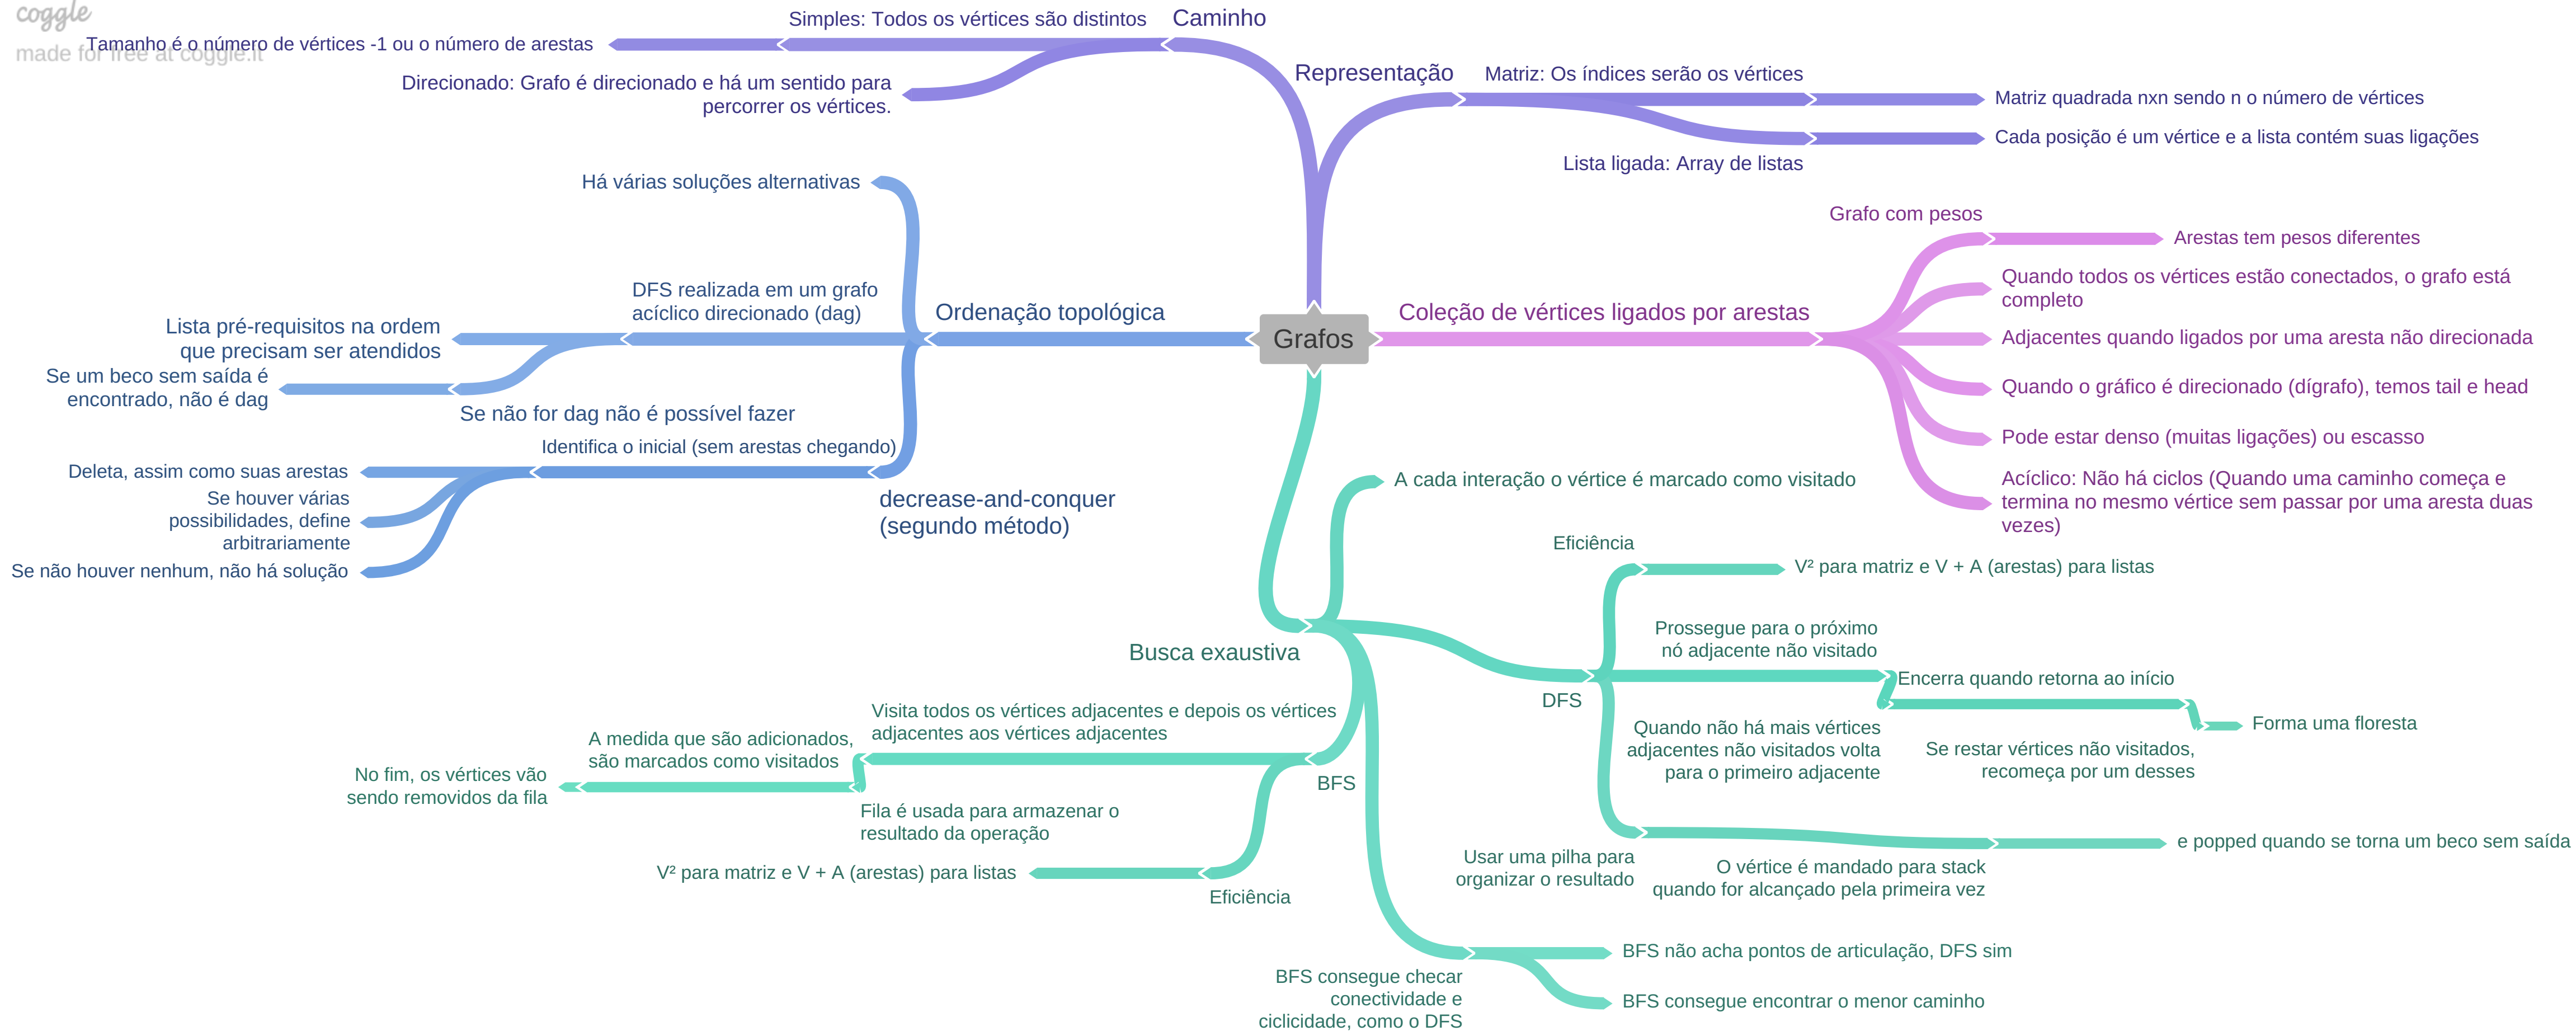 coggle
made for free at coggle.it
Caminho
Simples: Todos os vértices são distintos
Tamanho é o número de vértices -1 ou o número de arestas
Direcionado: Grafo é direcionado e há um sentido para
percorrer os vértices.
Representação
Matriz: Os índices serão os vértices
Matriz quadrada nxn sendo n o número de vértices
Cada posição é um vértice e a lista contém suas ligações
Lista ligada: Array de listas
Grafos
Coleção de vértices ligados por arestas
Grafo com pesos
Arestas tem pesos diferentes
Quando todos os vértices estão conectados, o grafo está
completo
Adjacentes quando ligados por uma aresta não direcionada
Quando o gráfico é direcionado (dígrafo), temos tail e head
Pode estar denso (muitas ligações) ou escasso
Acíclico: Não há ciclos (Quando uma caminho começa e
termina no mesmo vértice sem passar por uma aresta duas
vezes)
Ordenação topológica
Há várias soluções alternativas
DFS realizada em um grafo
acíclico direcionado (dag)
Lista pré-requisitos na ordem
que precisam ser atendidos
Se um beco sem saída é
encontrado, não é dag
Se não for dag não é possível fazer
Identifica o inicial (sem arestas chegando)
Deleta, assim como suas arestas
Se houver várias
possibilidades, define
arbitrariamente
Se não houver nenhum, não há solução
decrease-and-conquer
(segundo método)
Busca exaustiva
A cada interação o vértice é marcado como visitado
DFS
Eficiência
V² para matriz e V + A (arestas) para listas
Prossegue para o próximo
nó adjacente não visitado
Encerra quando retorna ao início
Quando não há mais vértices
adjacentes não visitados volta
para o primeiro adjacente
Se restar vértices não visitados,
recomeça por um desses
Forma uma floresta
Usar uma pilha para
organizar o resultado
O vértice é mandado para stack
quando for alcançado pela primeira vez
e popped quando se torna um beco sem saída
BFS
Visita todos os vértices adjacentes e depois os vértices
adjacentes aos vértices adjacentes
A medida que são adicionados,
são marcados como visitados
No fim, os vértices vão
sendo removidos da fila
Fila é usada para armazenar o
resultado da operação
V² para matriz e V + A (arestas) para listas
Eficiência
BFS consegue checar
conectividade e
ciclicidade, como o DFS
BFS não acha pontos de articulação, DFS sim
BFS consegue encontrar o menor caminho